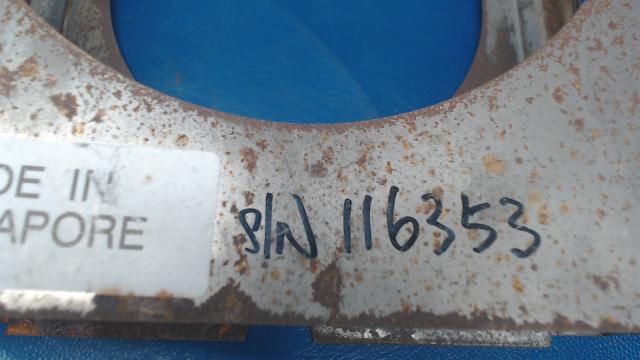 DE IN
APORE
S/N 116353